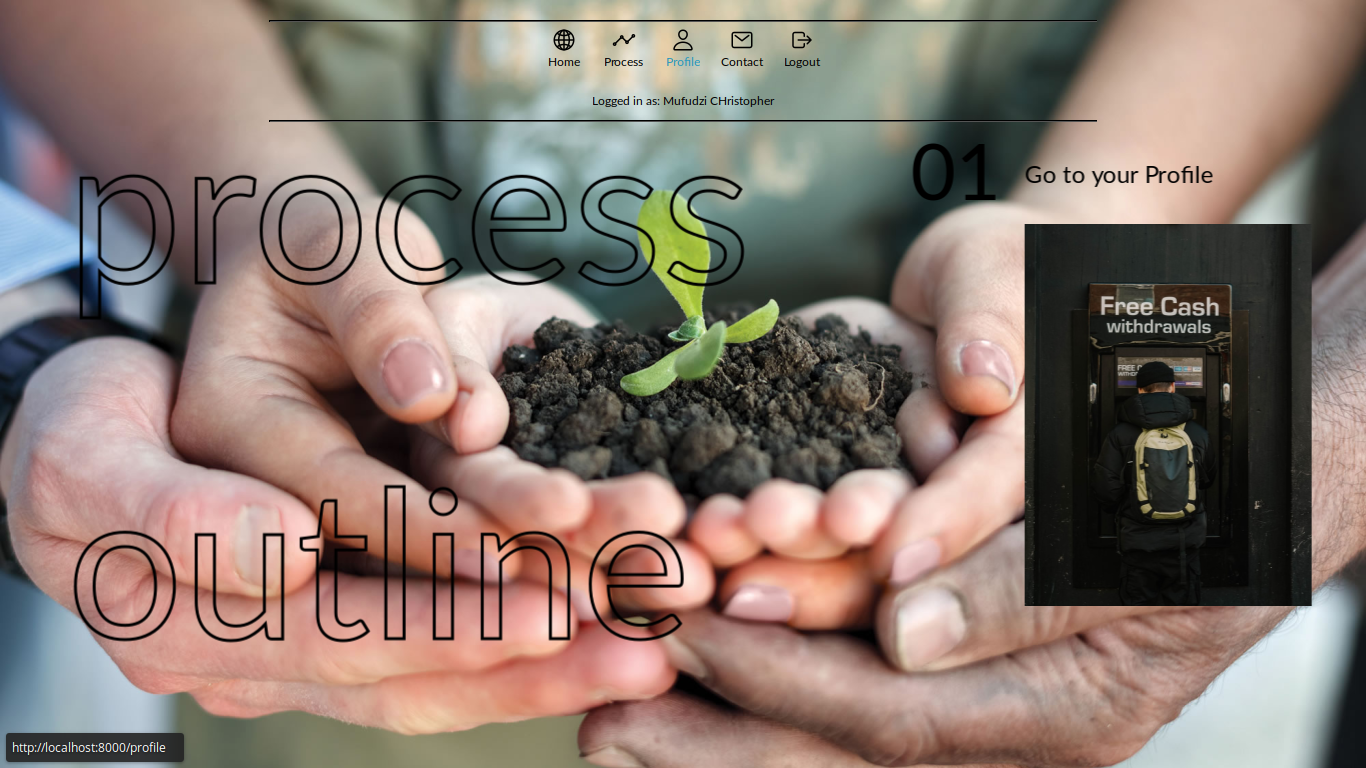 Home Process Profile Contact Logout
Logged in as: Mufudzi CHristopher
process
01 Go to your Profile
Free Cash
withdrawals
outline
http://localhost:8000/profile